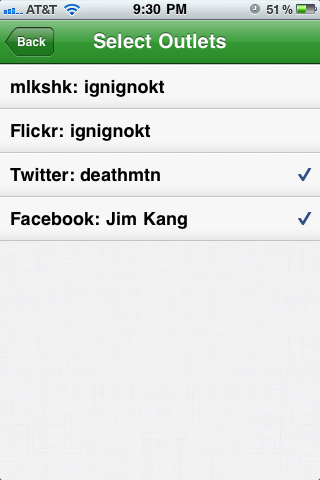 AT&T 9:30 PM 51%
Back Select Outlets
mlkshk: ignignokt
Flickr: ignignokt
Twitter: deathmtn
Facebook: Jim Kang